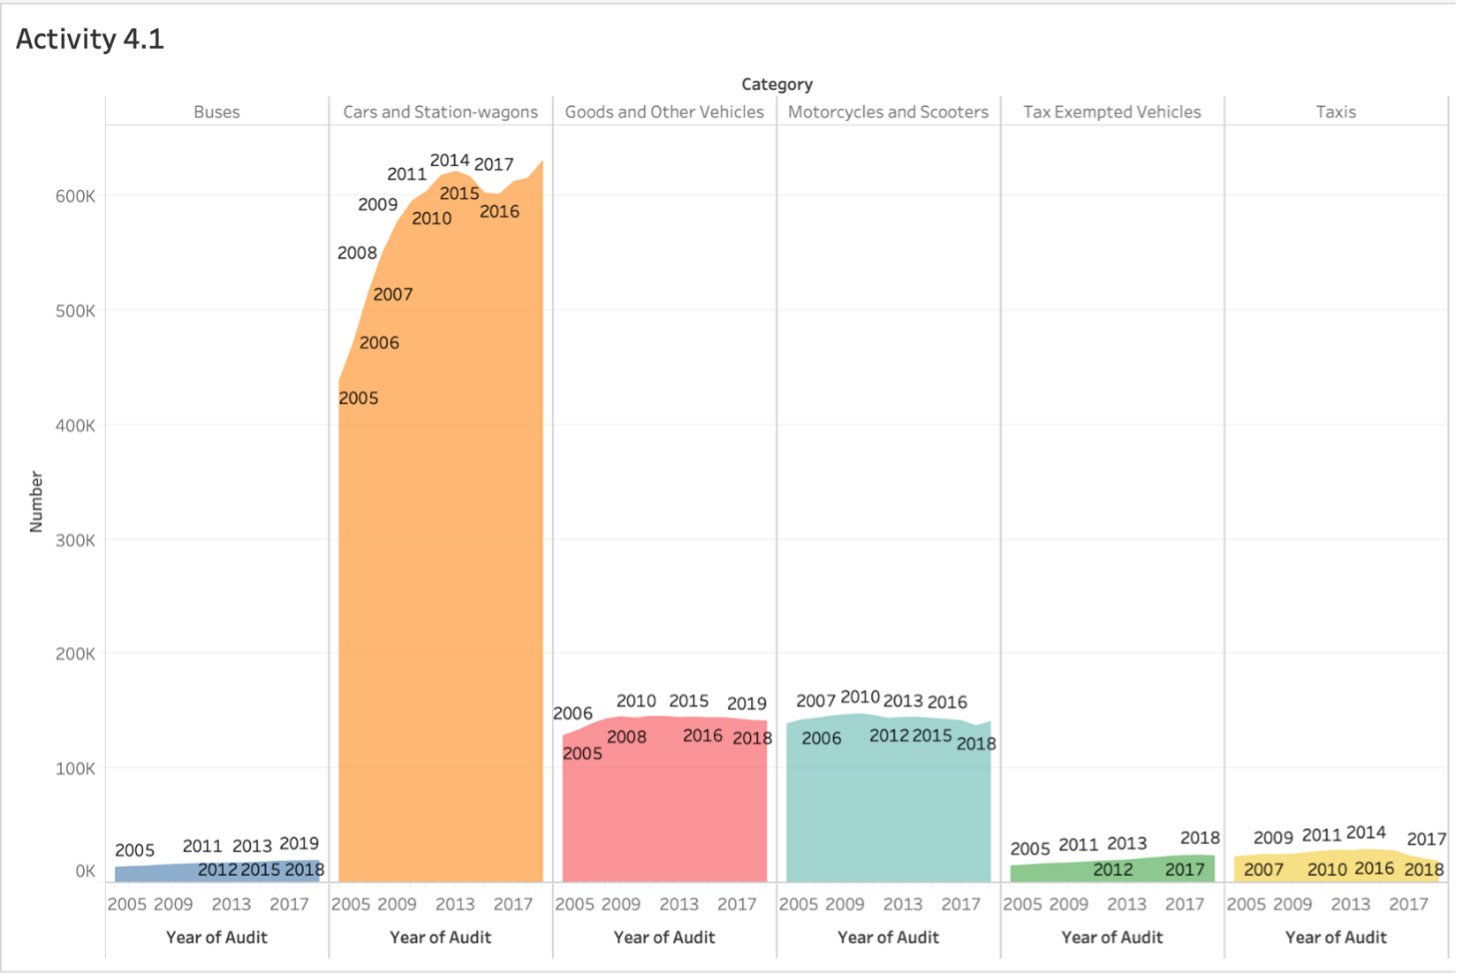 Activity 4.1
Category
Buses Cars and Station-wagons Goods and Other Vehicles Motorcycles and Scooters Tax Exempted Vehicles Taxis
Number
600K
500K
400K
300K
200K
100K
0K
2005 2011 2013 2019
2012 2015 2018
2014 2017
2011
2015
2009
2016
2010
2008
2007
2006
2005
2010 2015 2019
2006
2016 2018
2008
2005
2007 2010 2013 2016
2012 2015
2006 2018
2005 2011 2013 2018
2012 2017
2009 2011 2014 2017
2007 2010 2016 2018
2005 2009 2013 2017 2005 2009 2013 2017 2005 2009 2013 2017 2005 2009 2013 2017 2005 2009 2013 2017 2005 2009 2013 2017
Year of Audit Year of Audit Year of Audit Year of Audit Year of Audit Year of Audit